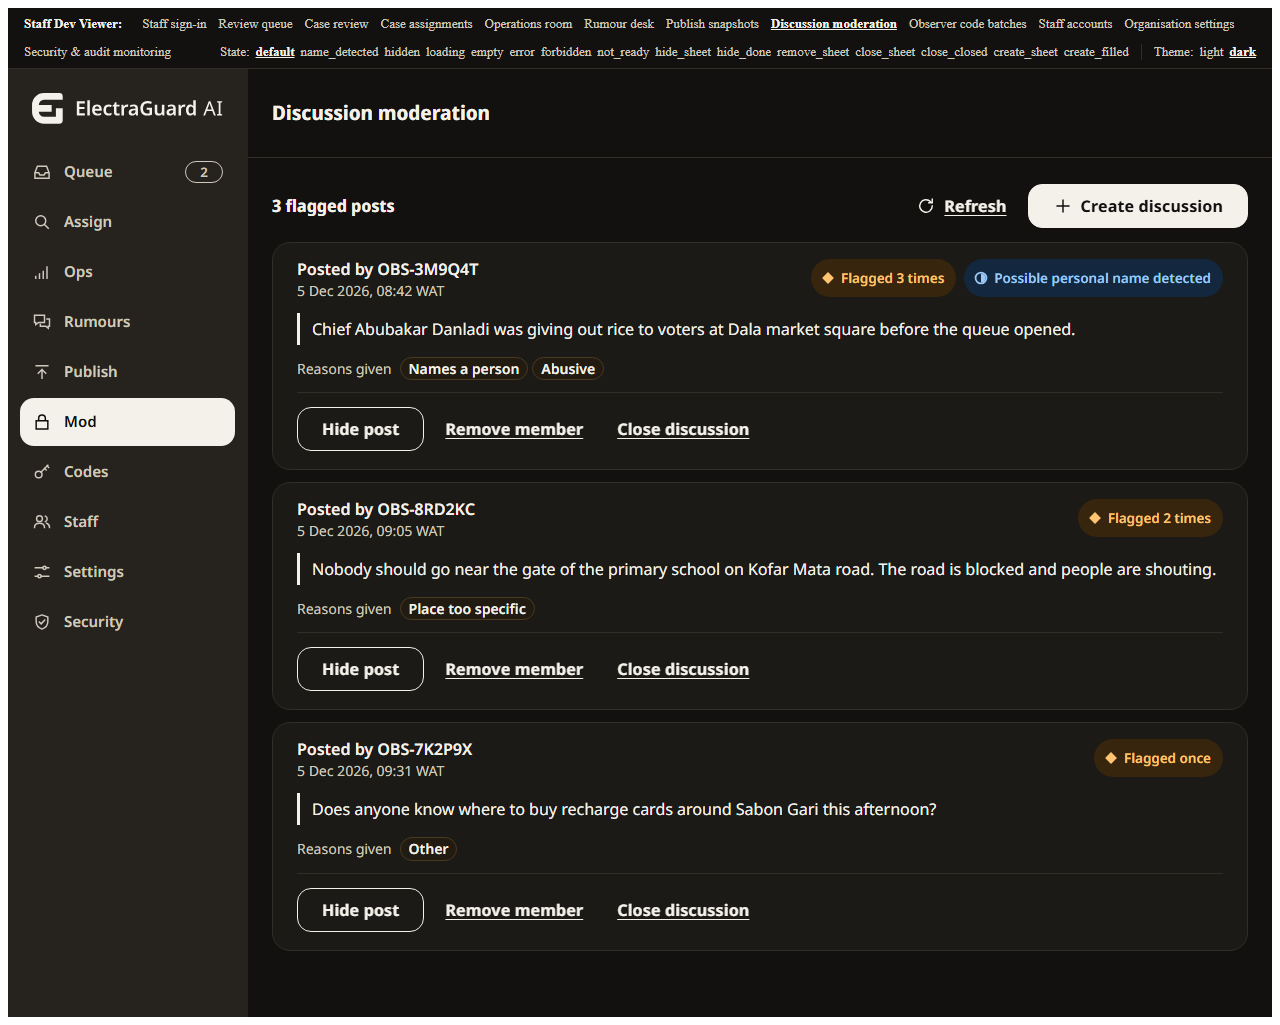 Staff Dev Viewer: Staff sign-in Review queue Case review Case assignments Operations room Rumour desk Publish snapshots Discussion moderation Observer code batches Staff accounts Organisation settings
Security & audit monitoring State: default name_detected hidden loading empty error forbidden not_ready hide_sheet hide_done remove_sheet close_sheet close_closed create_sheet create_filled Theme: light dark
ElectraGuard AI
Queue 2
Assign
Ops
Rumours
Publish
Mod
Codes
Staff
Settings
Security
Discussion moderation
3 flagged posts Refresh Create discussion
Posted by OBS-3M9Q4T Flagged 3 times Possible personal name detected
5 Dec 2026, 08:42 WAT
Chief Abubakar Danladi was giving out rice to voters at Dala market square before the queue opened.
Reasons given Names a person Abusive
Hide post Remove member Close discussion
Posted by OBS-8RD2KC Flagged 2 times
5 Dec 2026, 09:05 WAT
Nobody should go near the gate of the primary school on Kofar Mata road. The road is blocked and people are shouting.
Reasons given Place too specific
Hide post Remove member Close discussion
Posted by OBS-7K2P9X Flagged once
5 Dec 2026, 09:31 WAT
Does anyone know where to buy recharge cards around Sabon Gari this afternoon?
Reasons given Other
Hide post Remove member Close discussion